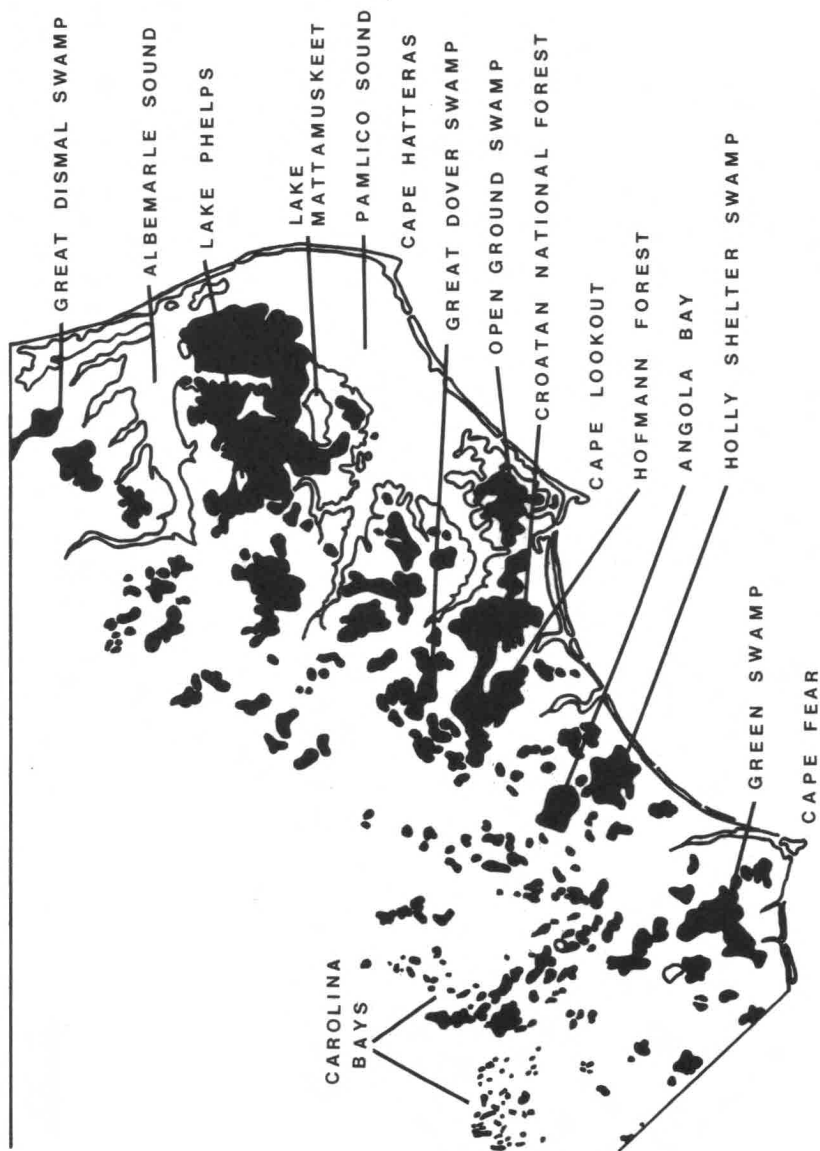 GREAT DISMAL SWAMP
ALBEMARLE SOUND
LAKE PHELPS
LAKE
MATTAMUSKEET
PAMLICO SOUND
CAPE HATTERAS
GREAT DOVER SWAMP
OPEN GROUND SWAMP
CROATAN NATIONAL FOREST
CAPE LOOKOUT
HOFMANN FOREST
ANGOLA BAY
HOLLY SHELTER SWAMP
GREEN SWAMP
CAPE FEAR
CAROLINA
BAYS